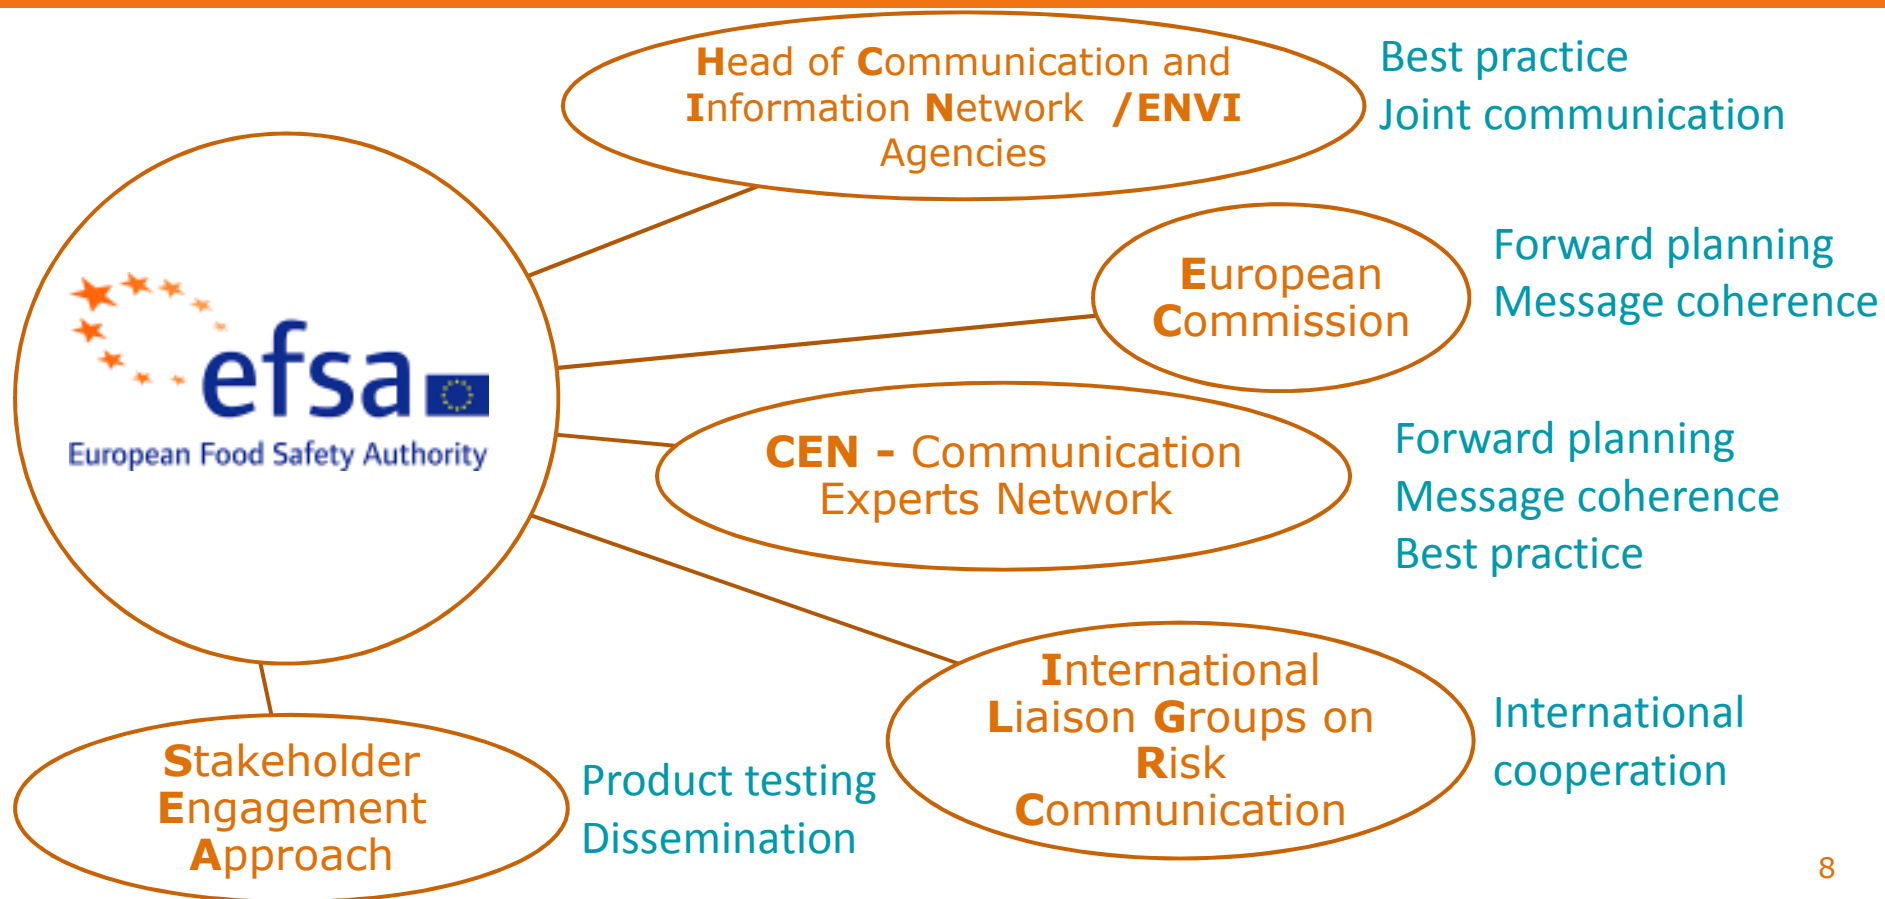 Head of Communication and
Information Network /ENVI
Agencies
Best practice
Joint communication
European
Commission
Forward planning
Message coherence
efsa
European Food Safety Authority
CEN - Communication
Experts Network
Forward planning
Message coherence
Best practice
International
Liaison Groups on
Risk
Communication
International
cooperation
Stakeholder
Engagement
Approach
Product testing
Dissemination
8